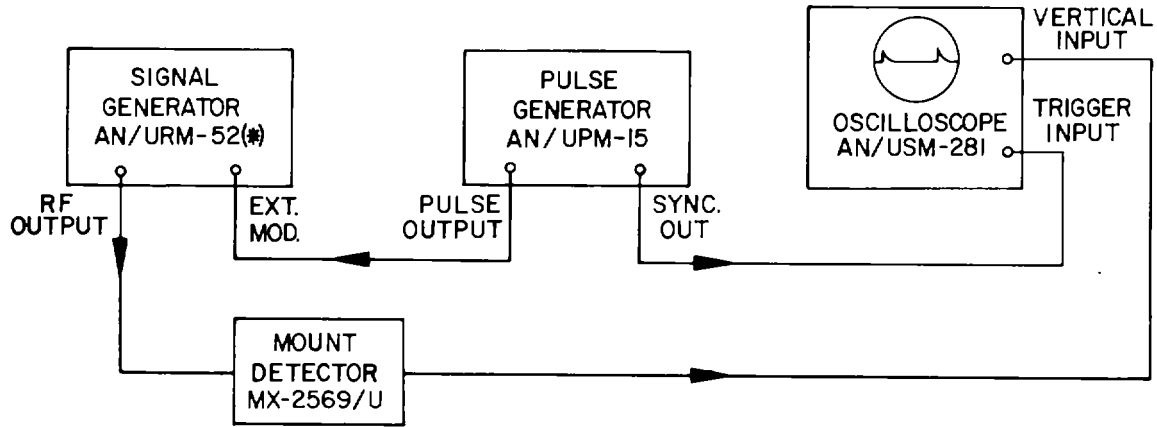 SIGNAL
GENERATOR
AN/URM-52(*)
RF
OUTPUT
EXT.
MOD.
PULSE
GENERATOR
AN/UPM-15
PULSE
OUTPUT
SYNC.
OUT
OSCILLOSCOPE
AN/USM-281
VERTICAL
INPUT
TRIGGER
INPUT
MOUNT
DETECTOR
MX-2569/U